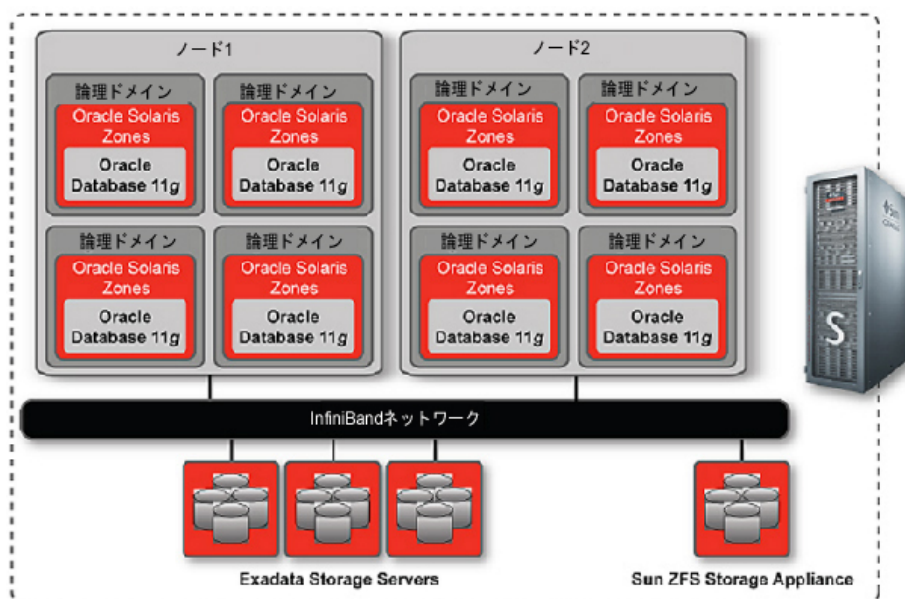 ノード1
論理ドメイン
Oracle Solaris
Zones
Oracle
Database 11g
論理ドメイン
Oracle Solaris
Zones
Oracle
Database 11g
論理ドメイン
Oracle Solaris
Zones
Oracle
Database 11g
論理ドメイン
Oracle Solaris
Zones
Oracle
Database 11g
ノード2
論理ドメイン
Oracle Solaris
Zones
Oracle
Database 11g
論理ドメイン
Oracle Solaris
Zones
Oracle
Database 11g
論理ドメイン
Oracle Solaris
Zones
Oracle
Database 11g
論理ドメイン
Oracle Solaris
Zones
Oracle
Database 11g
S
InfiniBandネットワーク
Exadata Storage Servers
Sun ZFS Storage Appliance